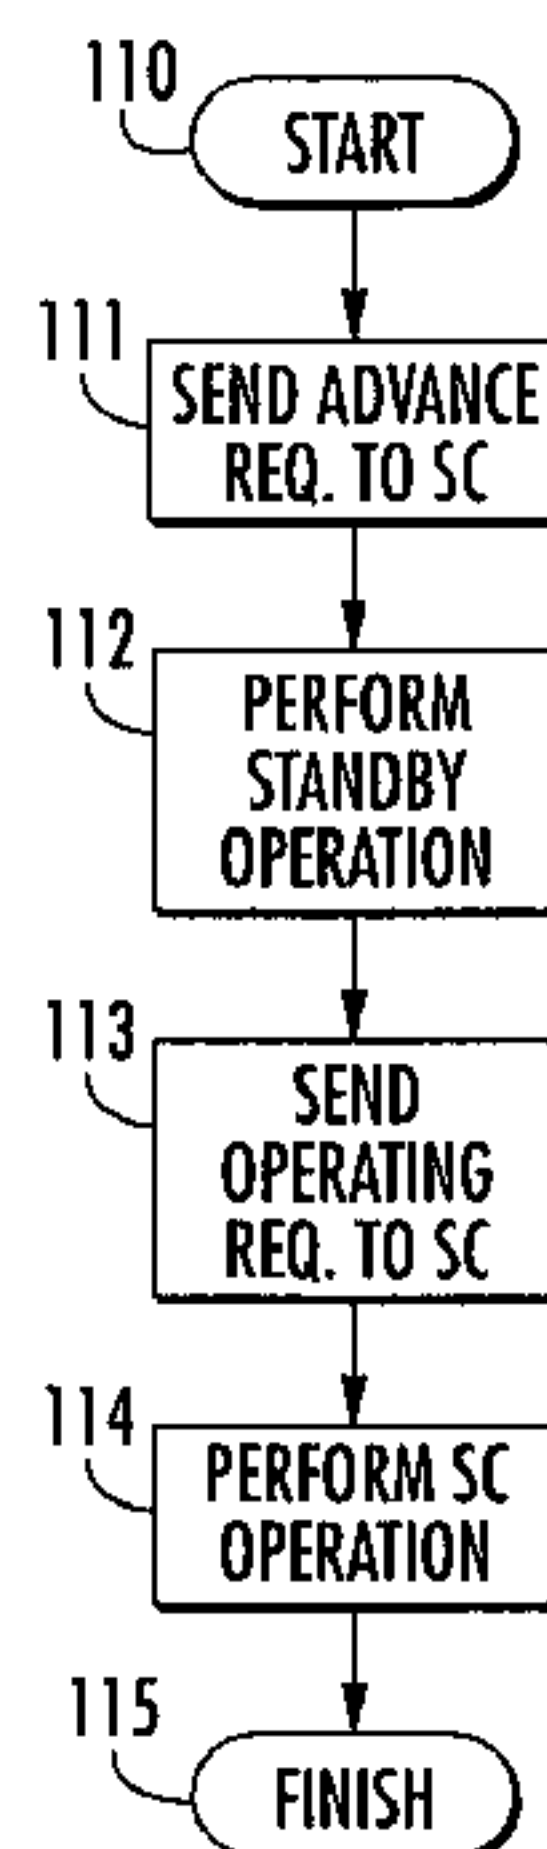 110
START
111
SEND ADVANCE
REQ. TO SC
112
PERFORM
STANDBY
OPERATION
113
SEND
OPERATING
REQ. TO SC
114
PERFORM SC
OPERATION
115
FINISH